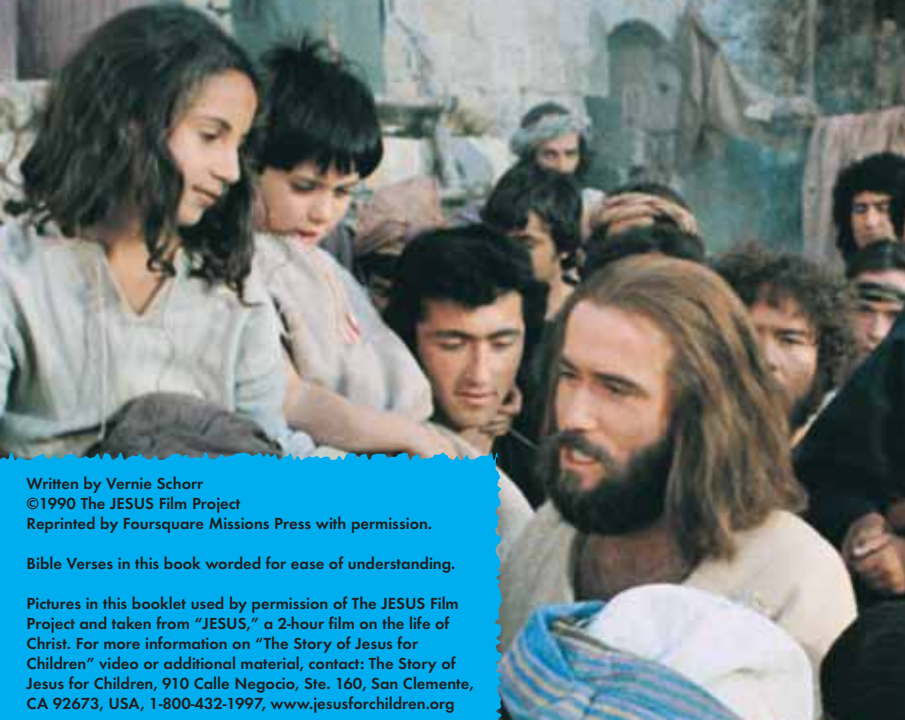 Written by Vernie Schorr
©1990 The JESUS Film Project
Reprinted by Foursquare Missions Press with permission.
Bible Verses in this book worded for ease of understanding.
Pictures in this booklet used by permission of The JESUS Film
Project and taken from “JESUS,” a 2-hour film on the life of
Christ. For more information on “The Story of Jesus for
Children” video or additional material, contact: The Story of
Jesus for Children, 910 Calle Negocio, Ste. 160, San Clemente,
CA 92673, USA, 1-800-432-1997, www.jesusforchildren.org